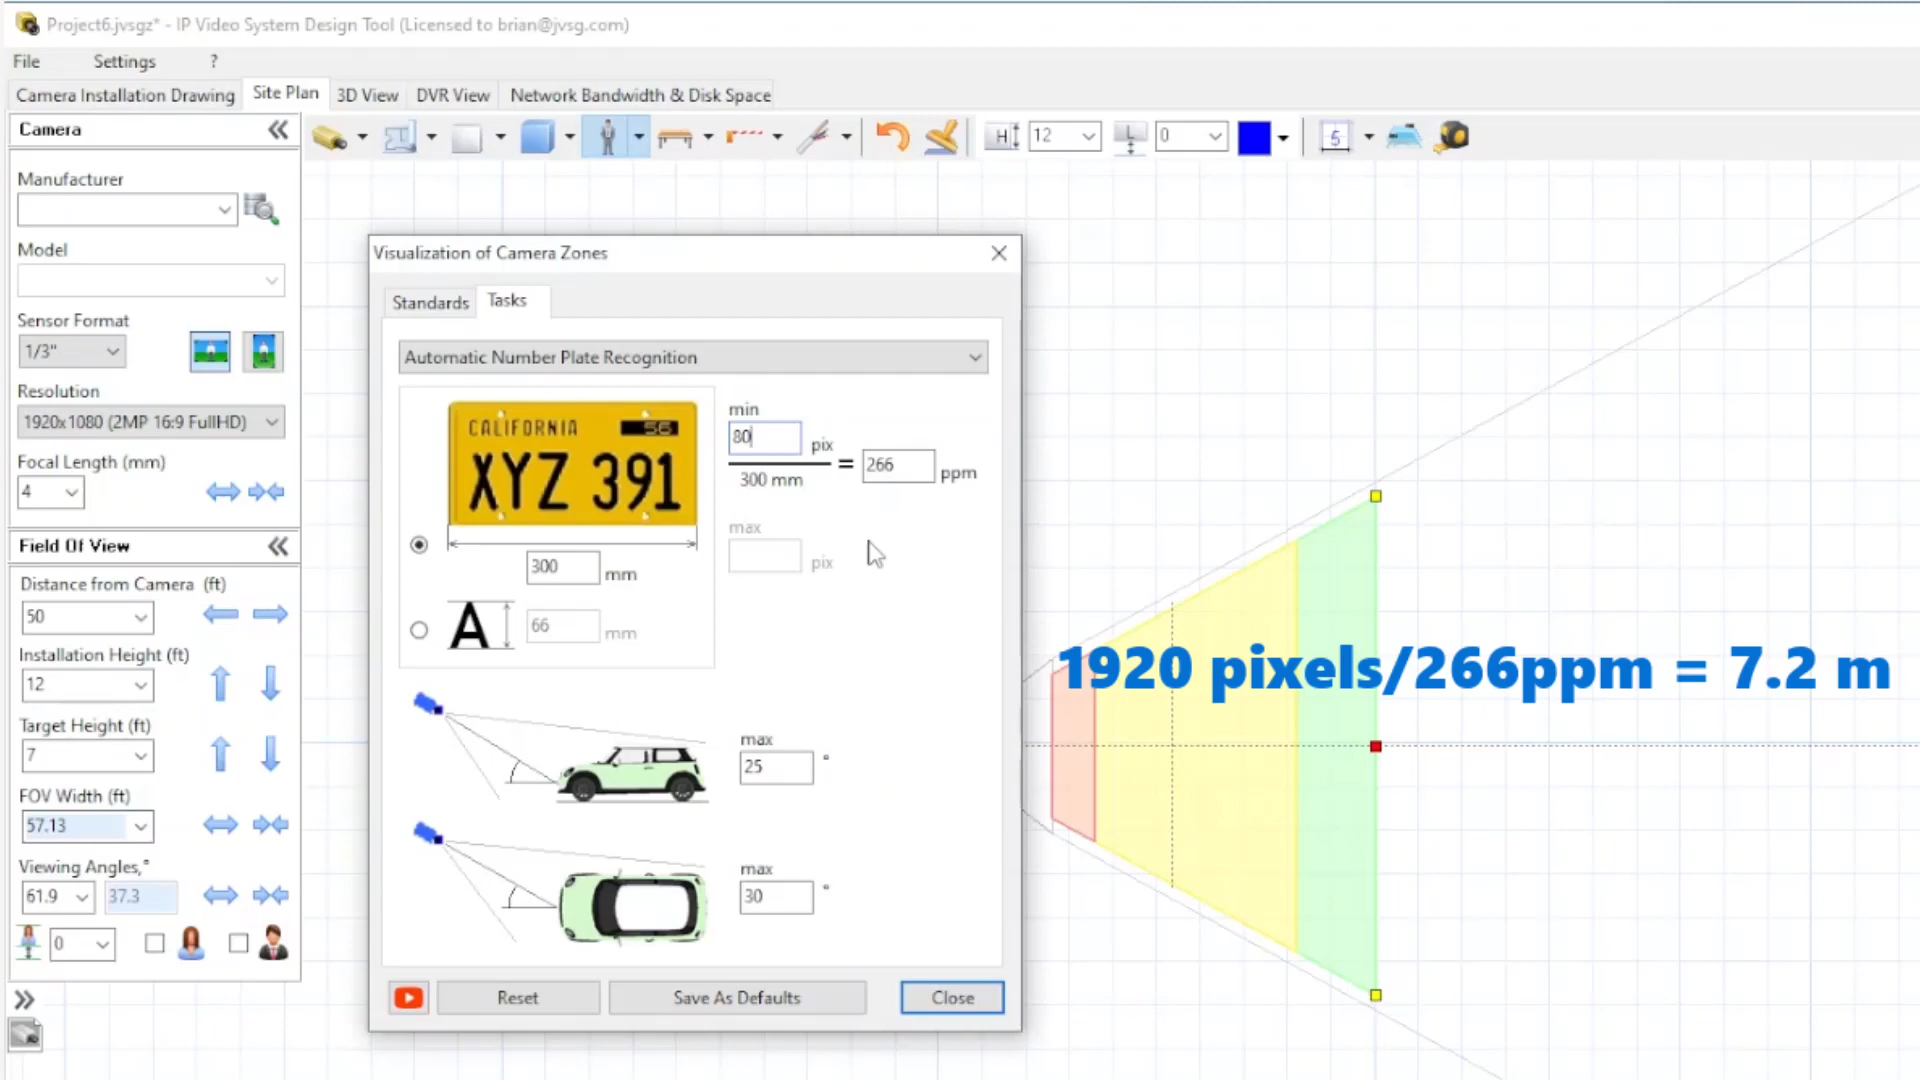 Project6.jvsgz* - IP Video System Design Tool (Licensed to brian@jvsg.com)
File Settings ?
Camera Installation Drawing Site Plan 3D View DVR View Network Bandwidth & Disk Space
Camera
H 12 L 0 5
Manufacturer
Model
Sensor Format
1/3"
Resolution
1920x1080 (2MP 16:9 FullHD)
Focal Length (mm)
4
Field Of View
Distance from Camera (ft)
50
Installation Height (ft)
12
Target Height (ft)
7
FOV Width (ft)
57.13
Viewing Angles,°
61.9 37.3
0
Visualization of Camera Zones
Standards Tasks
Automatic Number Plate Recognition
CALIFORNIA 56
XYZ 391
300 mm
A 66 mm
min
80 pix
300 mm
= 266 ppm
max
pix
max
25 °
max
30 °
Reset Save As Defaults Close
1920 pixels/266ppm = 7.2 m